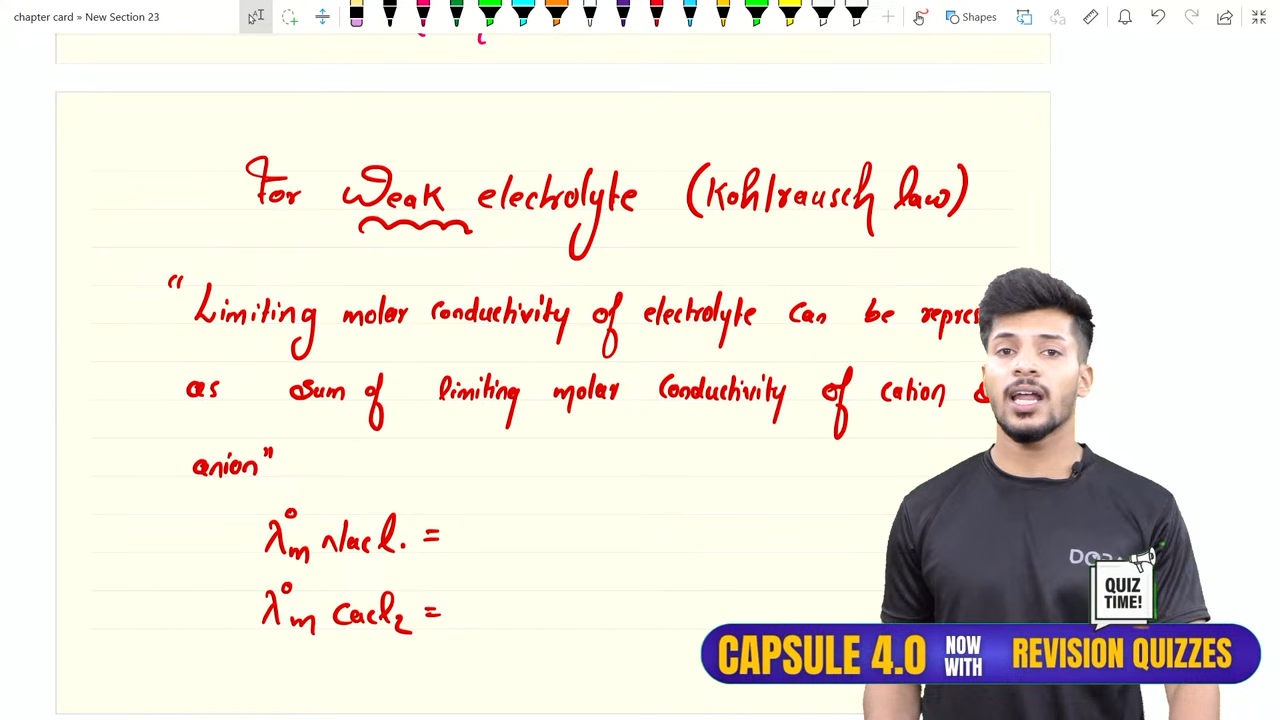 chapter card » New Section 23
Shapes
For Weak electrolyte (Kohlrausch law)
“Limiting molar conductivity of electrolyte can be repres
as sum of limiting molar conductivity of cation &
anion”
λ°m Nacl. =
λ°m cacl₂ =
QUIZ
TIME!
CAPSULE 4.0 NOW WITH REVISION QUIZZES